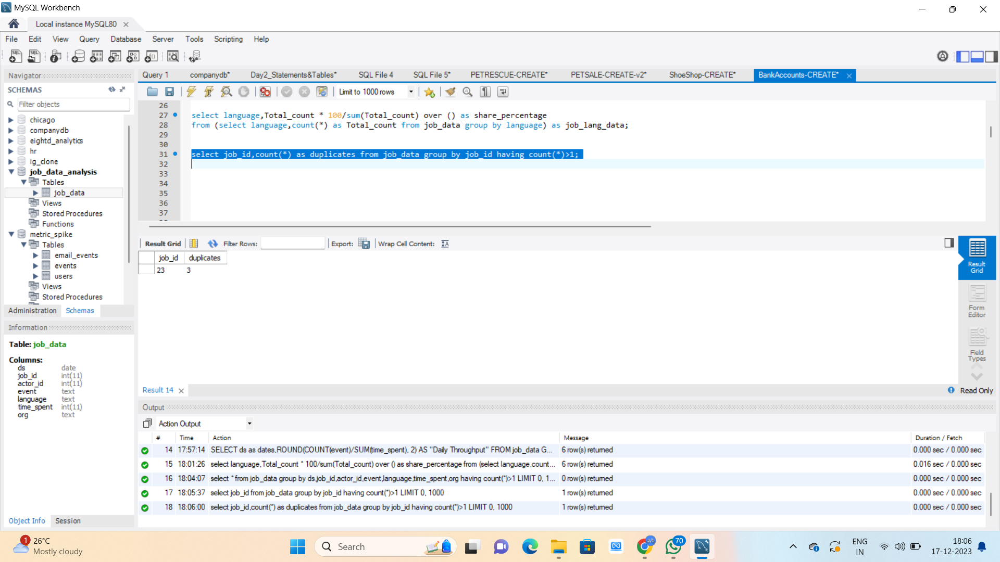 MySQL Workbench
Local instance MySQL80
File Edit View Query Database Server Tools Scripting Help
Navigator
SCHEMAS
Filter objects
chicago
companydb
eightd_analytics
hr
ig_clone
job_data_analysis
Tables
job_data
Views
Stored Procedures
Functions
metric_spike
Tables
email_events
events
users
Views
Stored Procedures
Administration Schemas
Information
Table: job_data
Columns:
ds date
job_id int(11)
actor_id int(11)
event text
language text
time_spent int(11)
org text
Object Info Session
Query 1 companydb* Day2_Statements&Tables* SQL File 4 SQL File 5* PETRESCUE-CREATE* PETSALE-CREATE-v2* ShoeShop-CREATE* BankAccounts-CREATE*
Limit to 1000 rows
26
27 select language,Total_count * 100/sum(Total_count) over () as share_percentage
28 from (select language,count(*) as Total_count from job_data group by language) as job_lang_data;
29
30
31 select job_id,count(*) as duplicates from job_data group by job_id having count(*)>1;
32
33
34
35
36
37
Result Grid Filter Rows: Export: Wrap Cell Content:
job_id duplicates
23 3
Result Grid
Form Editor
Field Types
Result 14
Read Only
Output
Action Output
# Time Action Message Duration / Fetch
14 17:57:14 SELECT ds as dates,ROUND(COUNT(event)/SUM(time_spent), 2) AS "Daily Throughput" FROM job_data G... 6 row(s) returned 0.000 sec / 0.000 sec
15 18:01:26 select language,Total_count * 100/sum(Total_count) over () as share_percentage from (select language,count... 6 row(s) returned 0.016 sec / 0.000 sec
16 18:04:07 select * from job_data group by ds,job_id,actor_id,event,language,time_spent,org having count(*)>1 LIMIT 0, 1... 0 row(s) returned 0.000 sec / 0.000 sec
17 18:05:37 select job_id from job_data group by job_id having count(*)>1 LIMIT 0, 1000 1 row(s) returned 0.000 sec / 0.000 sec
18 18:06:00 select job_id,count(*) as duplicates from job_data group by job_id having count(*)>1 LIMIT 0, 1000 1 row(s) returned 0.000 sec / 0.000 sec
1
26°C
Mostly cloudy
Search
70
ENG
IN
18:06
17-12-2023